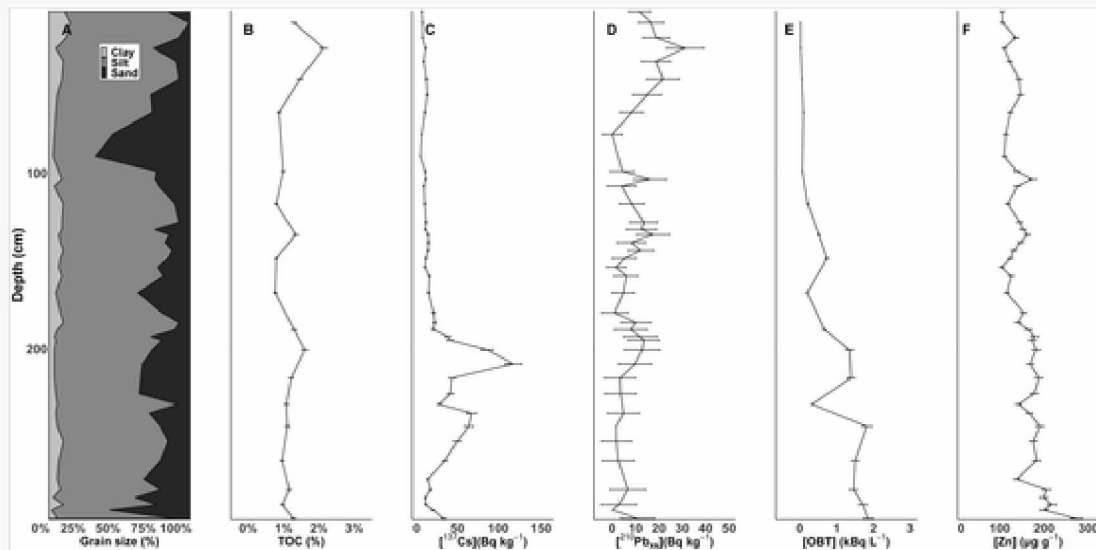 A
B
C
D
E
F
Clay
Silt
Sand
100
200
Depth (cm)
0% 25% 50% 75% 100%
Grain size (%)
0% 1% 2% 3%
TOC (%)
50 100 150
[¹³⁷Cs](Bq kg⁻¹)
0 10 20 30 40 50
[²¹⁰Pbxs](Bq kg⁻¹)
0 1 2 3
[OBT] (kBq L⁻¹)
0 100 200 300
[Zn] (µg g⁻¹)